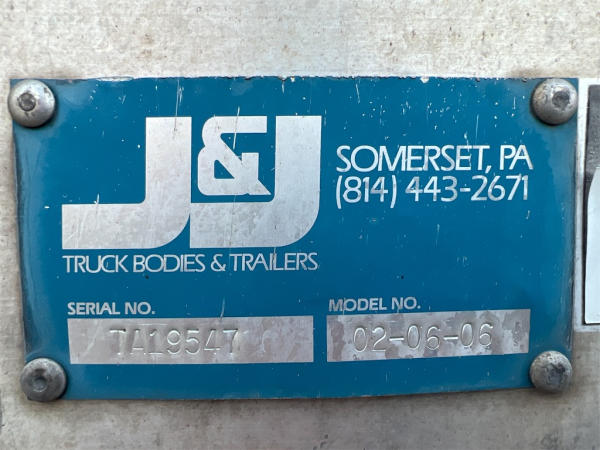 J&J
TRUCK BODIES & TRAILERS
SOMERSET, PA
(814) 443-2671
SERIAL NO.
TA19547
MODEL NO.
02-06-06